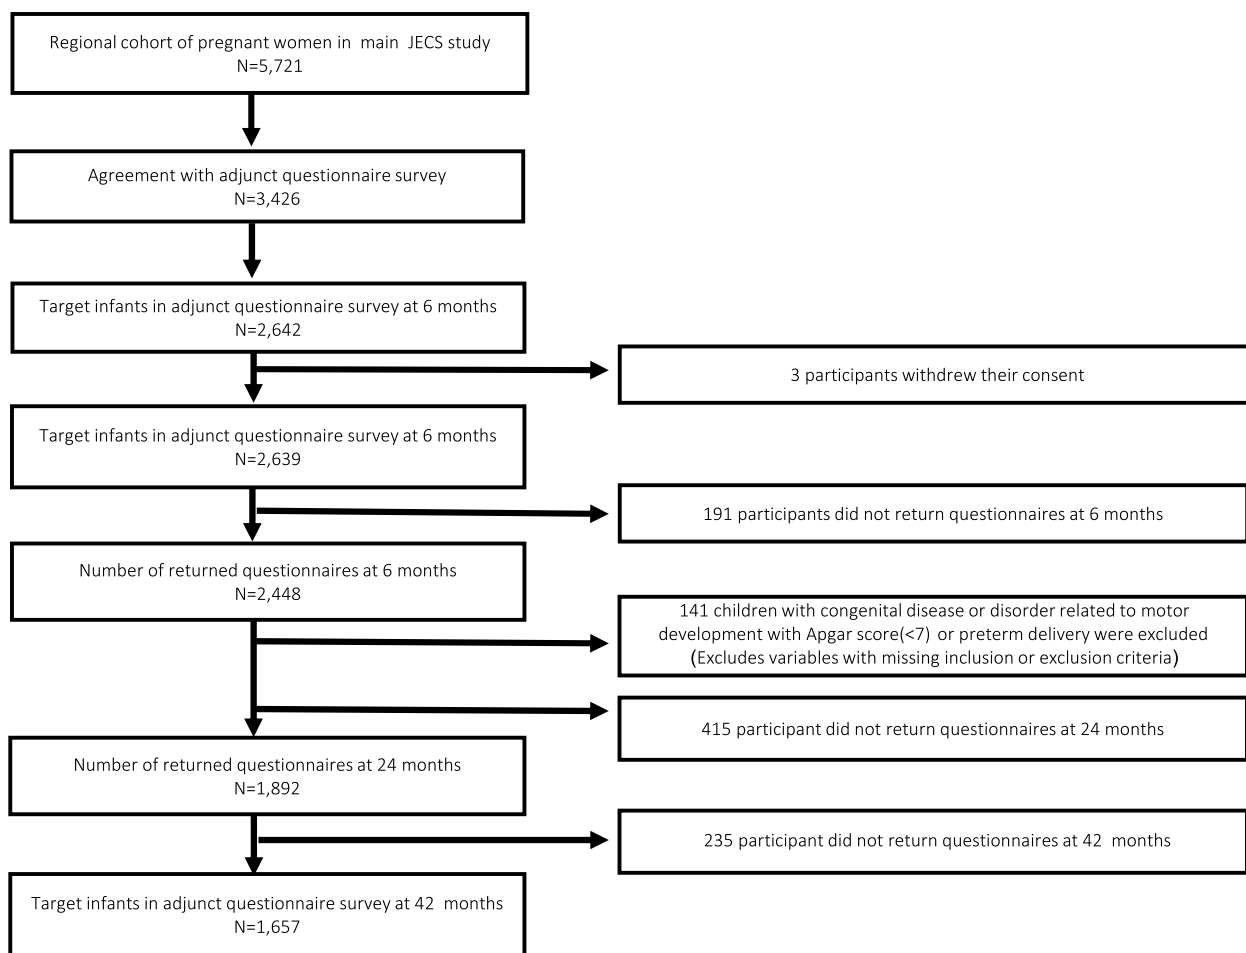 Regional cohort of pregnant women in main JECS study
N=5,721
Agreement with adjunct questionnaire survey
N=3,426
Target infants in adjunct questionnaire survey at 6 months
N=2,642
3 participants withdrew their consent
Target infants in adjunct questionnaire survey at 6 months
N=2,639
191 participants did not return questionnaires at 6 months
Number of returned questionnaires at 6 months
N=2,448
141 children with congenital disease or disorder related to motor
development with Apgar score(<7) or preterm delivery were excluded
(Excludes variables with missing inclusion or exclusion criteria)
415 participant did not return questionnaires at 24 months
Number of returned questionnaires at 24 months
N=1,892
235 participant did not return questionnaires at 42 months
Target infants in adjunct questionnaire survey at 42 months
N=1,657